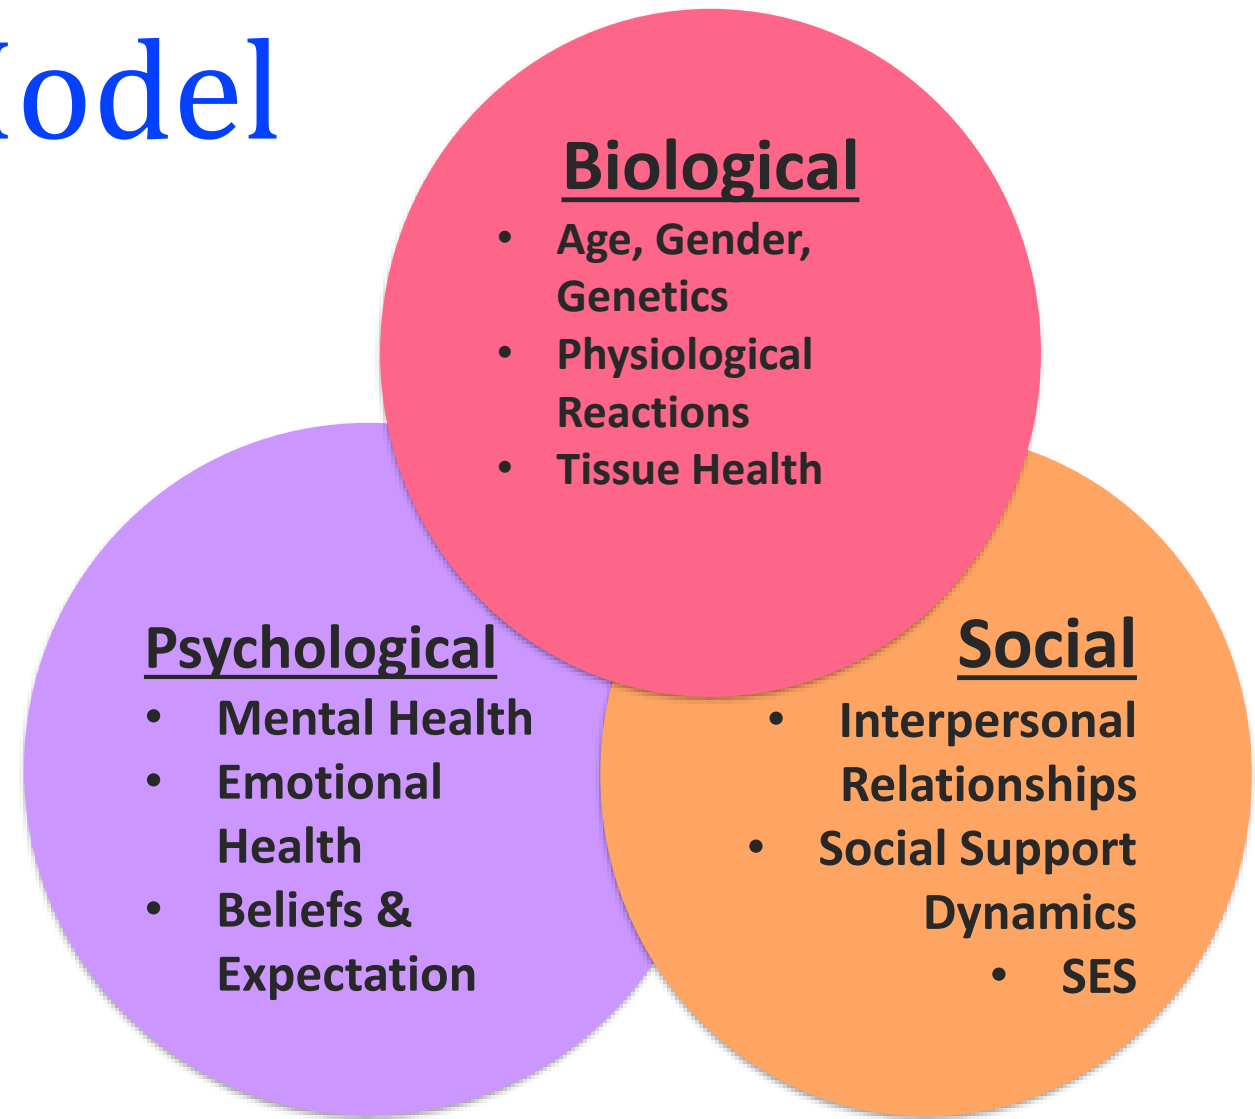 odel
Biological
• Age, Gender,
Genetics
• Physiological
Reactions
• Tissue Health
Psychological
• Mental Health
• Emotional
Health
• Beliefs &
Expectation
Social
• Interpersonal
Relationships
• Social Support
Dynamics
• SES